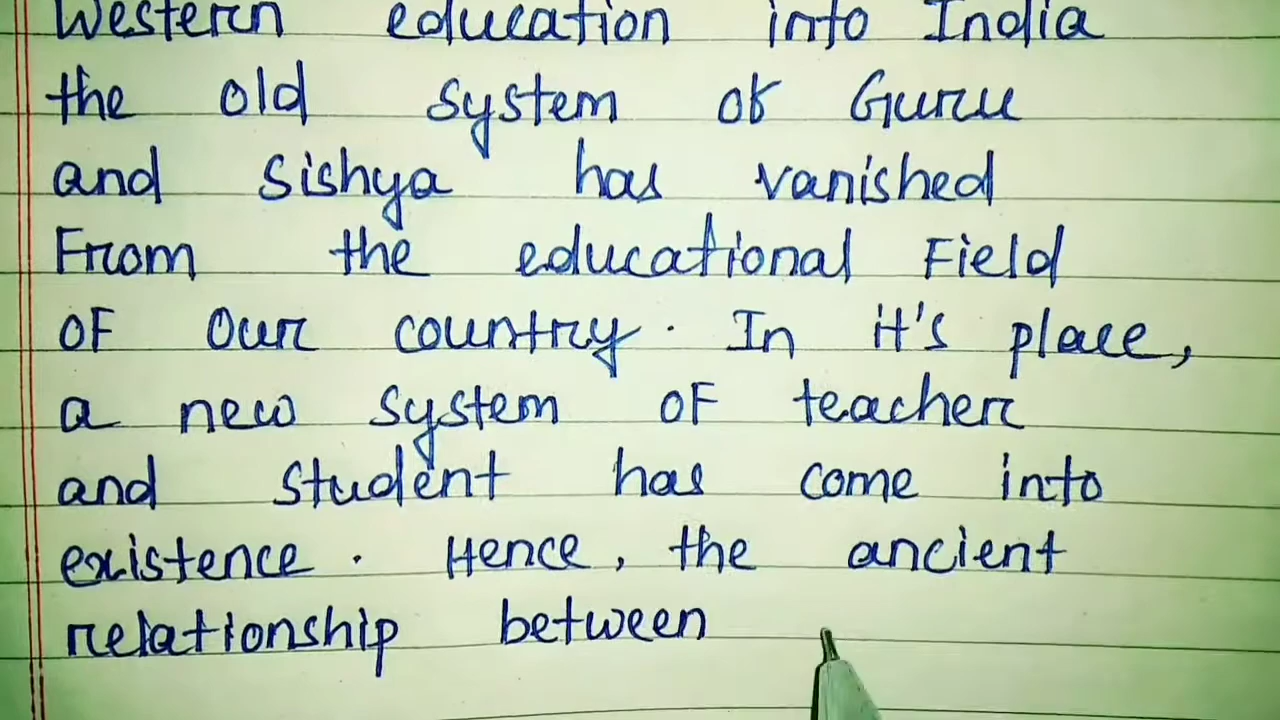 Western education into India
the old system of Guru
and Sishya has vanished
From the educational Field
OF Our country. In it's place,
a new system OF teacher
and student has come into
existence. Hence, the ancient
relationship between